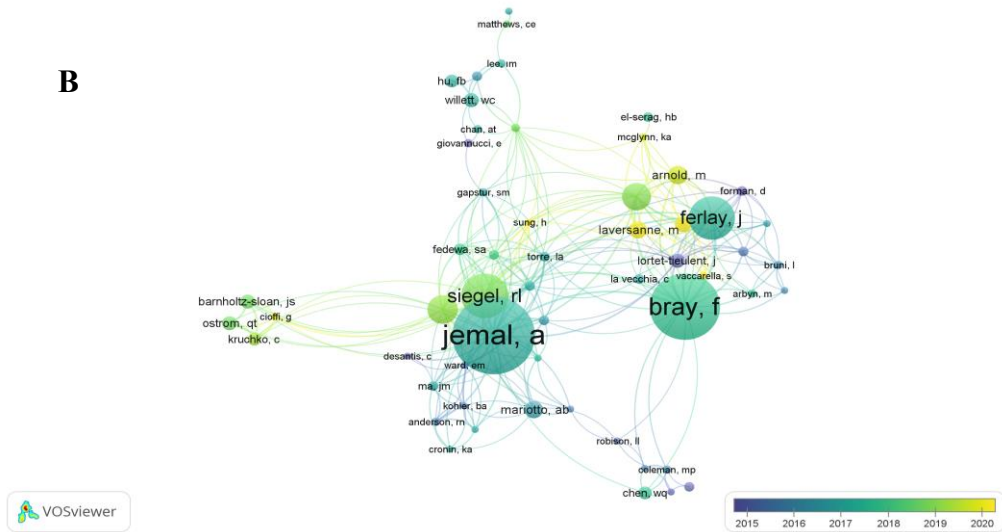 B
matthews, ce
lee, im
hu, fb
willett, wc
chan, at
giovannucci, e
el-serag, hb
mcglynn, ka
arnold, m
gapstur, sm
forman, d
sung, h
ferlay, j
laversanne, m
fedewa, sa
torre, la
lortet-tieulent, j
bruni, l
vaccarella, s
la vecchia, c
arbyn, m
siegel, rl
barnholtz-sloan, js
bray, f
cioffi, g
ostrom, qt
jemal, a
kruchko, c
desantis, c
ward, em
ma, jm
kohler, ba
mariotto, ab
anderson, rn
robison, ll
cronin, ka
coleman, mp
chen, wq
VOSviewer
2015 2016 2017 2018 2019 2020